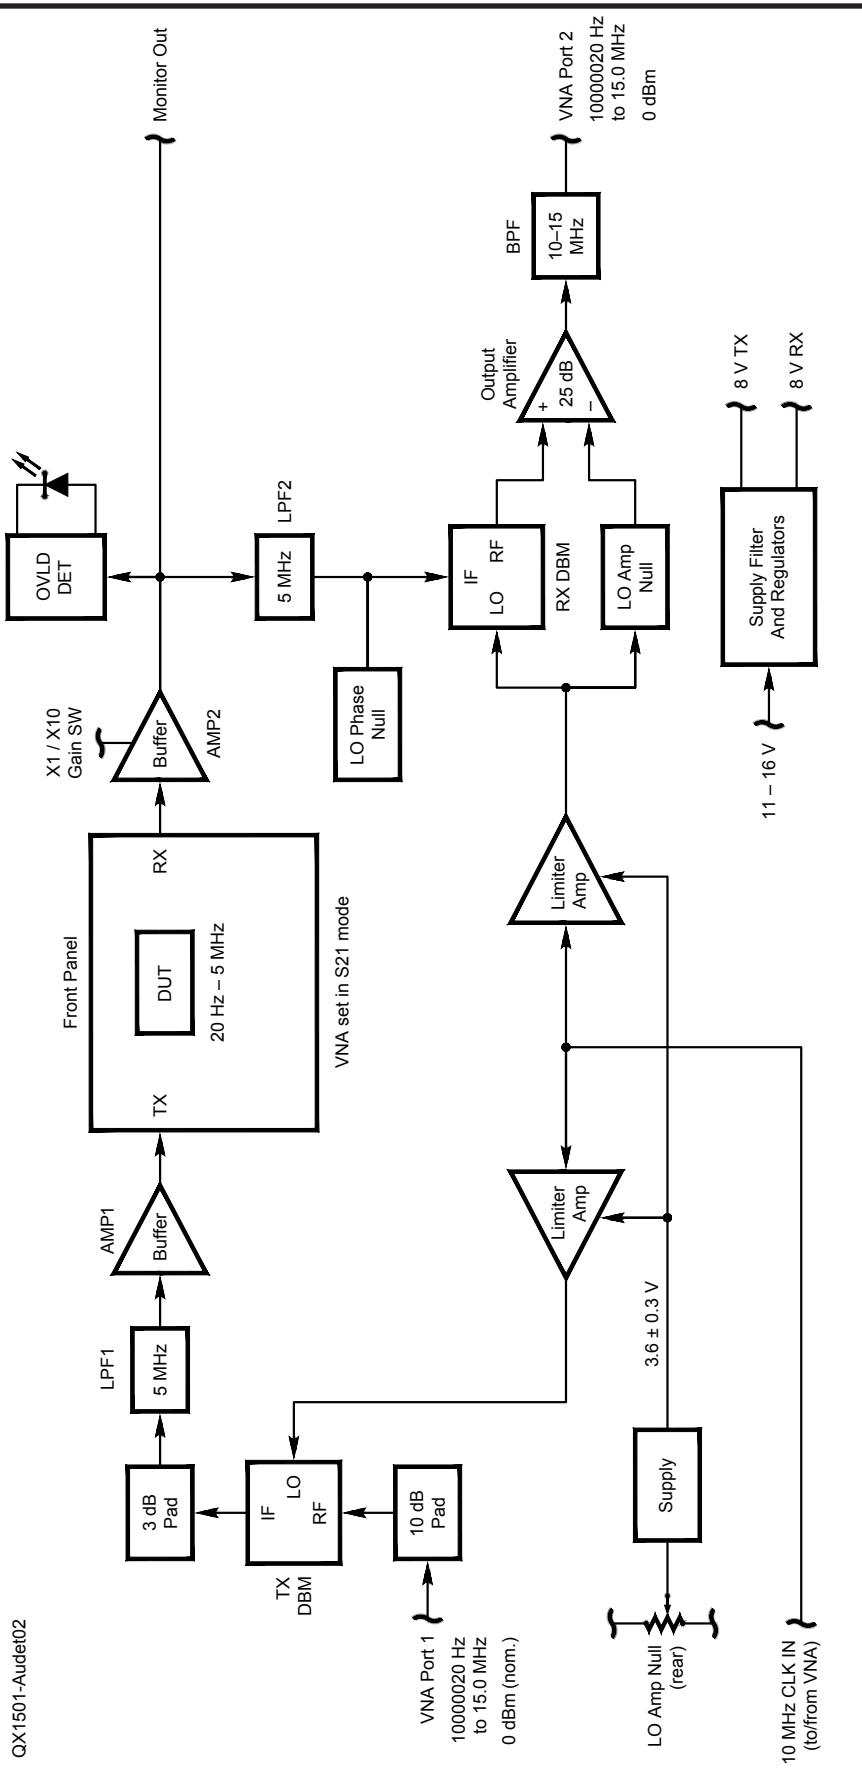 QX1501-Audet02
VNA Port 1
10000020 Hz
to 15.0 MHz
0 dBm (nom.)
10 dB
Pad
TX
DBM
IF
LO
RF
3 dB
Pad
LPF1
5 MHz
AMP1
Buffer
Front Panel
TX
DUT
20 Hz – 5 MHz
RX
VNA set in S21 mode
X1 / X10
Gain SW
Buffer
AMP2
OVLD
DET
Monitor Out
5 MHz
LPF2
LO Phase
Null
IF
LO
RF
RX DBM
LO Amp
Null
Output
Amplifier
+
25 dB
–
BPF
10–15
MHz
VNA Port 2
10000020 Hz
to 15.0 MHz
0 dBm
Limiter
Amp
Limiter
Amp
3.6 ± 0.3 V
Supply
LO Amp Null
(rear)
10 MHz CLK IN
(to/from VNA)
11 – 16 V
Supply Filter
And Regulators
8 V TX
8 V RX